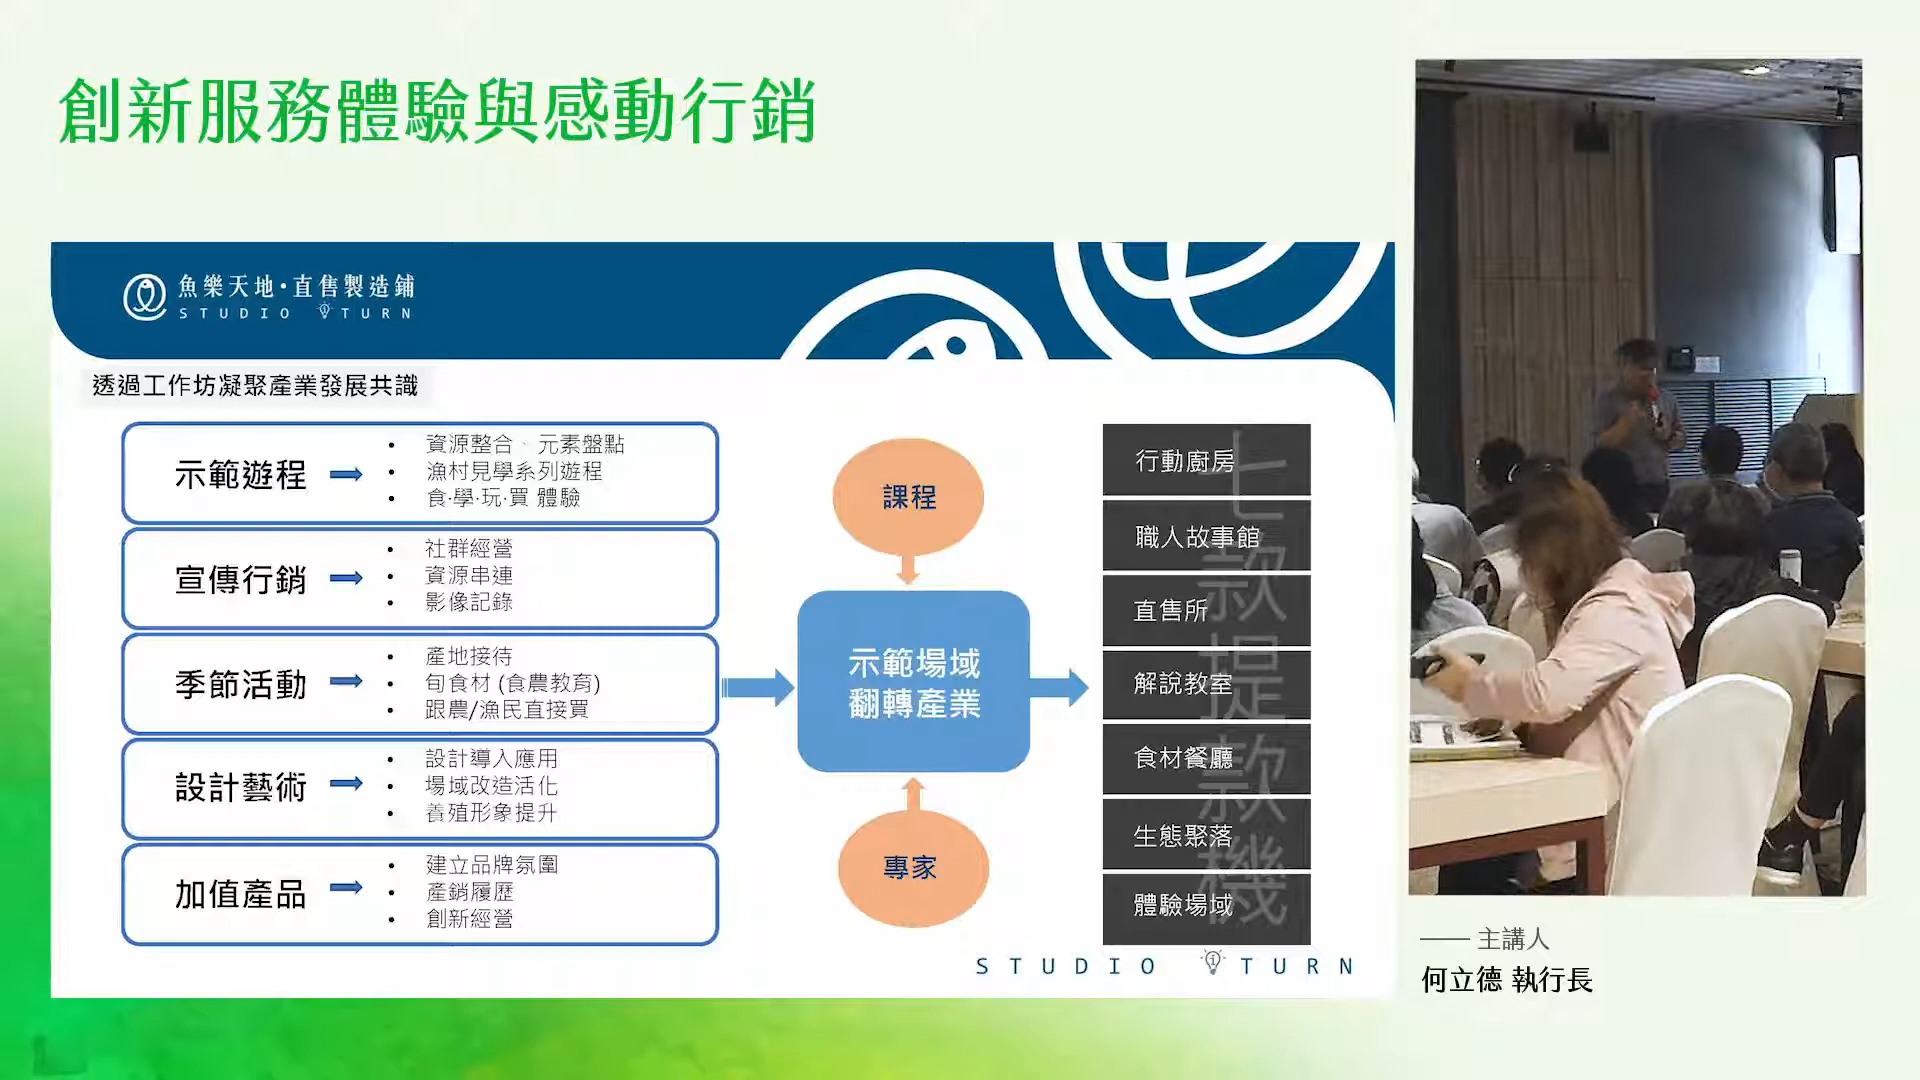 創新服務體驗與感動行銷
魚樂天地·直售製造鋪
STUDIO iTURN
透過工作坊凝聚產業發展共識
示範遊程
• 資源整合、元素盤點
• 漁村見學系列遊程
• 食·學·玩·買 體驗
宣傳行銷
• 社群經營
• 資源串連
• 影像記錄
季節活動
• 產地接待
• 旬食材 (食農教育)
• 跟農/漁民直接買
設計藝術
• 設計導入應用
• 場域改造活化
• 養殖形象提升
加值產品
• 建立品牌氛圍
• 產銷履歷
• 創新經營
課程
示範場域
翻轉產業
專家
七款提款機
行動廚房
職人故事館
直售所
解說教室
食材餐廳
生態聚落
體驗場域
STUDIO iTURN
主講人
何立德 執行長